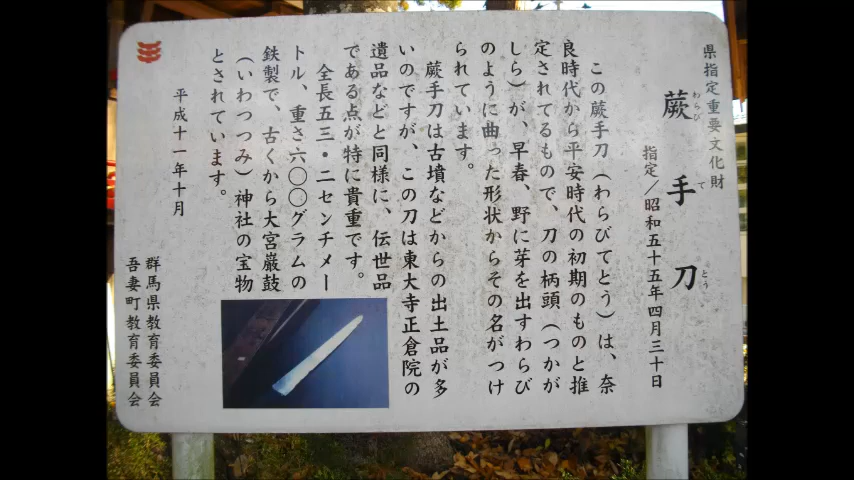 県指定重要文化財
蕨手刀
わらび て とう
指定／昭和五十五年四月三十日
この蕨手刀（わらびてとう）は、奈
良時代から平安時代の初期のものと推
定されてるもので、刀の柄頭（つかが
しら）が、早春、野に芽を出すわらび
のように曲った形状からその名がつけ
られています。
蕨手刀は古墳などからの出土品が多
いのですが、この刀は東大寺正倉院の
遺品などと同様に、伝世品
である点が特に貴重です。
全長五三・二センチメー
トル、重さ六〇〇グラムの
鉄製で、古くから大宮巌鼓
（いわつつみ）神社の宝物
とされています。
平成十一年十月
群馬県教育委員会
吾妻町教育委員会